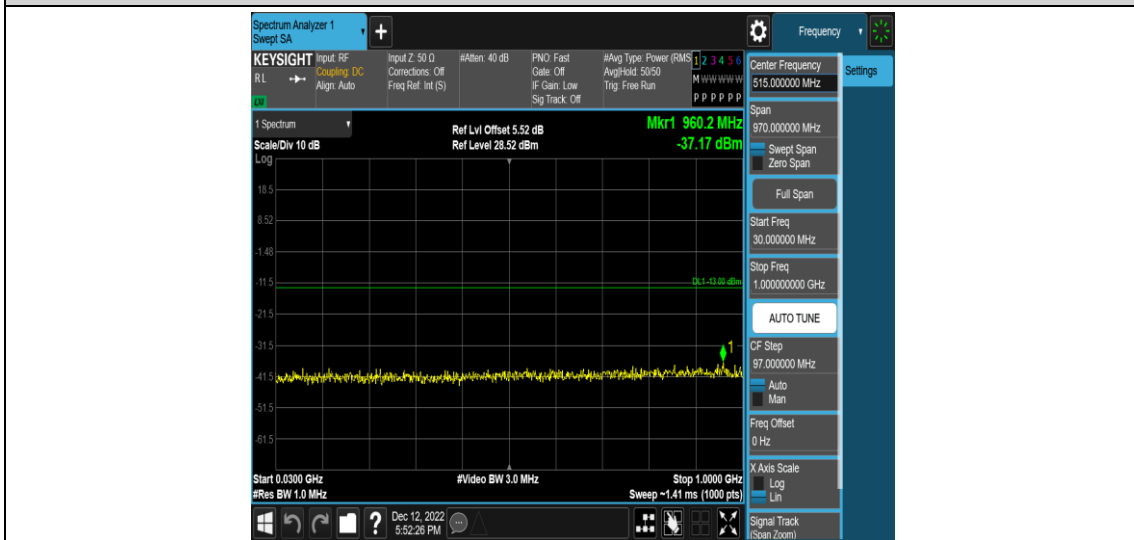 Spectrum Analyzer 1
Swept SA
+
Frequency
KEYSIGHT
RL
LXI
Input: RF
Coupling: DC
Align: Auto
Input Z: 50 Ω
Corrections: Off
Freq Ref: Int (S)
#Atten: 40 dB
PNO: Fast
Gate: Off
IF Gain: Low
Sig Track: Off
#Avg Type: Power (RMS
Avg|Hold: 50/50
Trig: Free Run
1 2 3 4 5 6
M W W W W W
P P P P P P
Center Frequency
515.000000 MHz
Settings
Span
970.000000 MHz
Swept Span
Zero Span
Full Span
Start Freq
30.000000 MHz
Stop Freq
1.000000000 GHz
AUTO TUNE
CF Step
97.000000 MHz
Auto
Man
Freq Offset
0 Hz
X Axis Scale
Log
Lin
Signal Track
(Span Zoom)
1 Spectrum
Scale/Div 10 dB
Log
Ref Lvl Offset 5.52 dB
Ref Level 28.52 dBm
Mkr1 960.2 MHz
-37.17 dBm
18.5
8.52
-1.48
-11.5
DL1 -13.00 dBm
-21.5
-31.5
1
-41.5
-51.5
-61.5
Start 0.0300 GHz
#Res BW 1.0 MHz
#Video BW 3.0 MHz
Stop 1.0000 GHz
Sweep ~1.41 ms (1000 pts)
?
Dec 12, 2022
5:52:26 PM